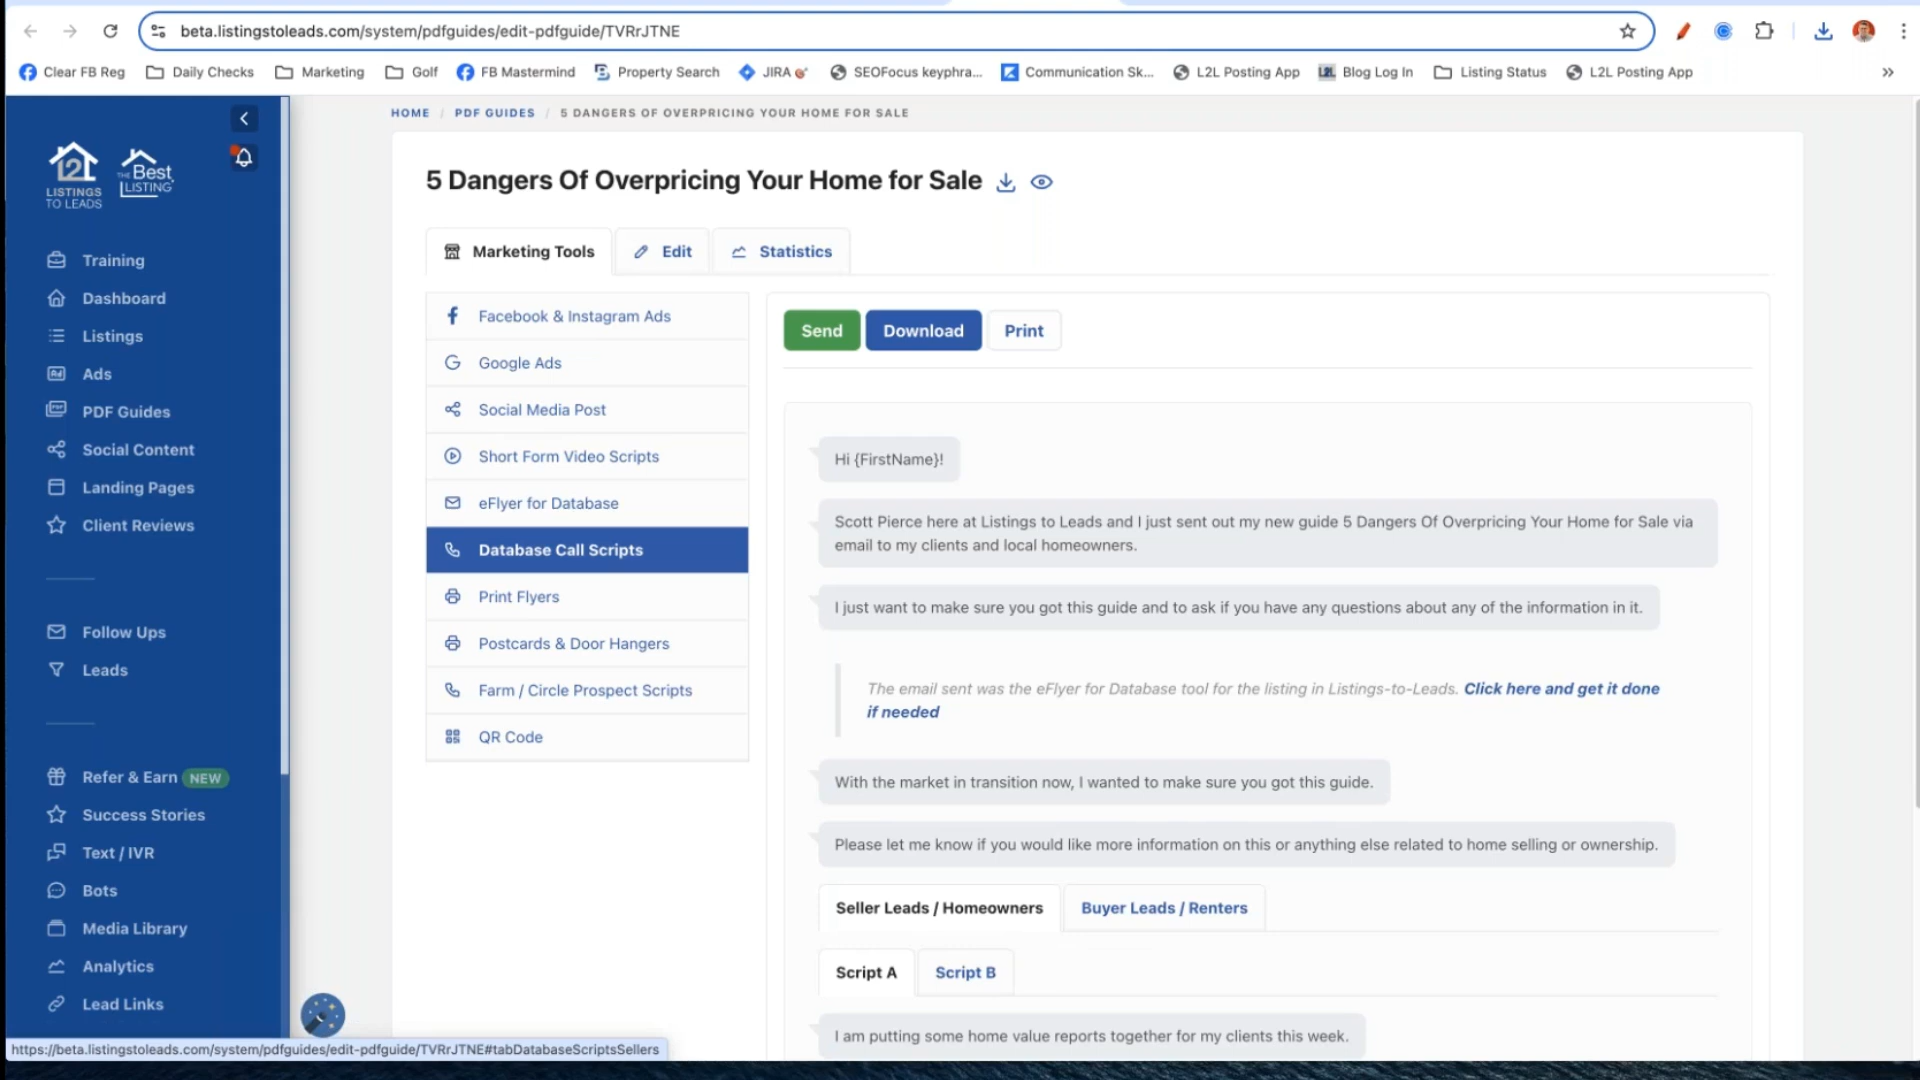 beta.listingstoleads.com/system/pdfguides/edit-pdfguide/TVRrJTNE
Clear FB Reg
Daily Checks
Marketing
Golf
FB Mastermind
Property Search
JIRA
SEOFocus keyphra...
Communication Sk...
L2L Posting App
Blog Log In
Listing Status
L2L Posting App
»
HOME / PDF GUIDES / 5 DANGERS OF OVERPRICING YOUR HOME FOR SALE
L2L
LISTINGS
TO LEADS
THE Best
LISTING
Training
Dashboard
Listings
Ads
PDF Guides
Social Content
Landing Pages
Client Reviews
Follow Ups
Leads
Refer & Earn NEW
Success Stories
Text / IVR
Bots
Media Library
Analytics
Lead Links
5 Dangers Of Overpricing Your Home for Sale
Marketing Tools
Edit
Statistics
Facebook & Instagram Ads
Google Ads
Social Media Post
Short Form Video Scripts
eFlyer for Database
Database Call Scripts
Print Flyers
Postcards & Door Hangers
Farm / Circle Prospect Scripts
QR Code
Send
Download
Print
Hi {FirstName}!
Scott Pierce here at Listings to Leads and I just sent out my new guide 5 Dangers Of Overpricing Your Home for Sale via
email to my clients and local homeowners.
I just want to make sure you got this guide and to ask if you have any questions about any of the information in it.
The email sent was the eFlyer for Database tool for the listing in Listings-to-Leads. Click here and get it done
if needed
With the market in transition now, I wanted to make sure you got this guide.
Please let me know if you would like more information on this or anything else related to home selling or ownership.
Seller Leads / Homeowners
Buyer Leads / Renters
Script A
Script B
I am putting some home value reports together for my clients this week.
https://beta.listingstoleads.com/system/pdfguides/edit-pdfguide/TVRrJTNE#tabDatabaseScriptsSellers